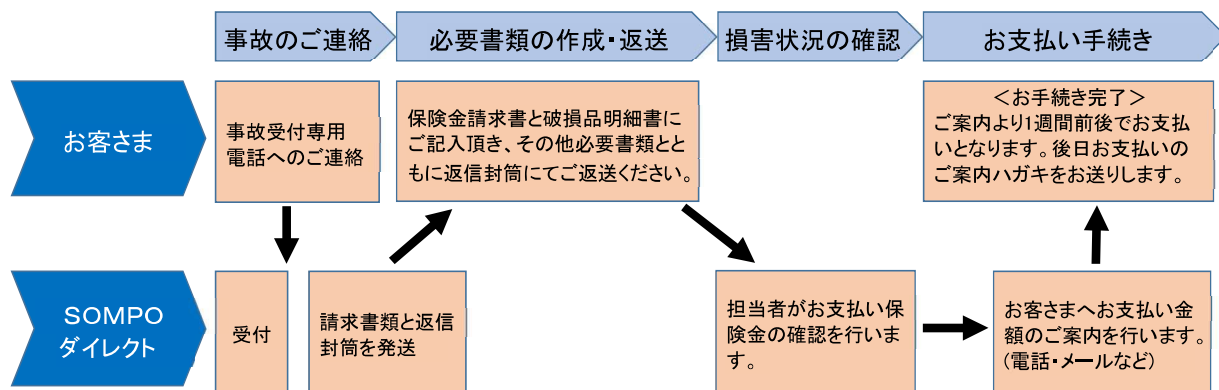 事故のご連絡
必要書類の作成・返送
損害状況の確認
お支払い手続き
お客さま
事故受付専用
電話へのご連絡
保険金請求書と破損品明細書に
ご記入頂き、その他必要書類とと
もに返信封筒にてご返送ください。
＜お手続き完了＞
ご案内より1週間前後でお支払
いとなります。後日お支払いの
ご案内ハガキをお送りします。
SOMPO
ダイレクト
受付
請求書類と返信
封筒を発送
担当者がお支払い保
険金の確認を行いま
す。
お客さまへお支払い金
額のご案内を行います。
(電話・メールなど)